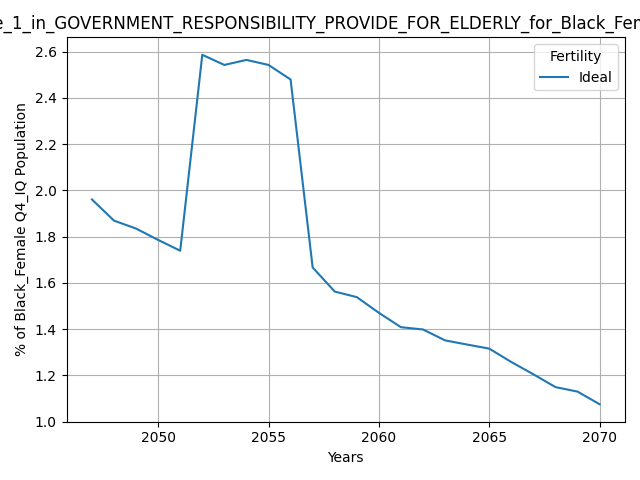 e_1_in_GOVERNMENT_RESPONSIBILITY_PROVIDE_FOR_ELDERLY_for_Black_Fem
% of Black_Female Q4_IQ Population
2.6
2.4
2.2
2.0
1.8
1.6
1.4
1.2
1.0
Fertility
Ideal
2050 2055 2060 2065 2070
Years